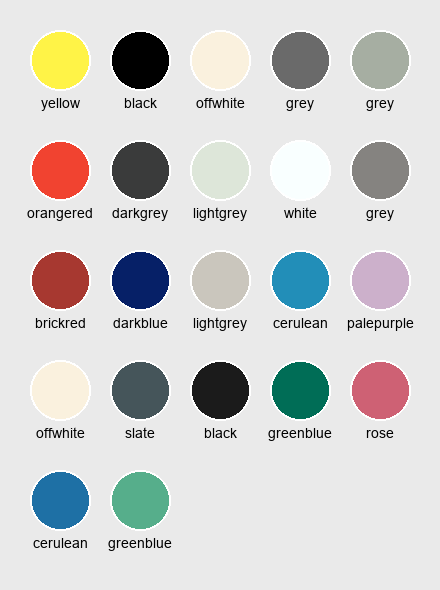 yellow black offwhite grey grey
orangered darkgrey lightgrey white grey
brickred darkblue lightgrey cerulean palepurple
offwhite slate black greenblue rose
cerulean greenblue